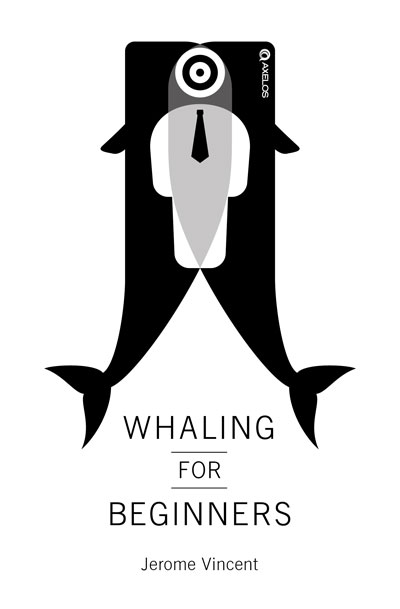 AXELOS
WHALING
FOR
BEGINNERS
Jerome Vincent